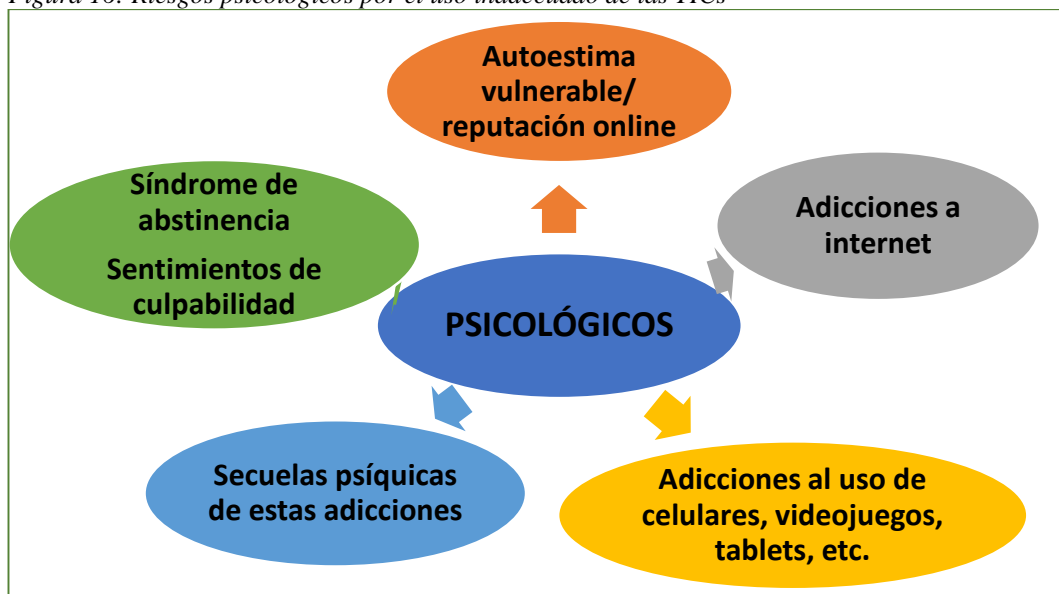 Autoestima
vulnerable/
reputación online
Síndrome de
abstinencia
Sentimientos de
culpabilidad
Adicciones a
internet
PSICOLÓGICOS
Secuelas psíquicas
de estas adicciones
Adicciones al uso de
celulares, videojuegos,
tablets, etc.